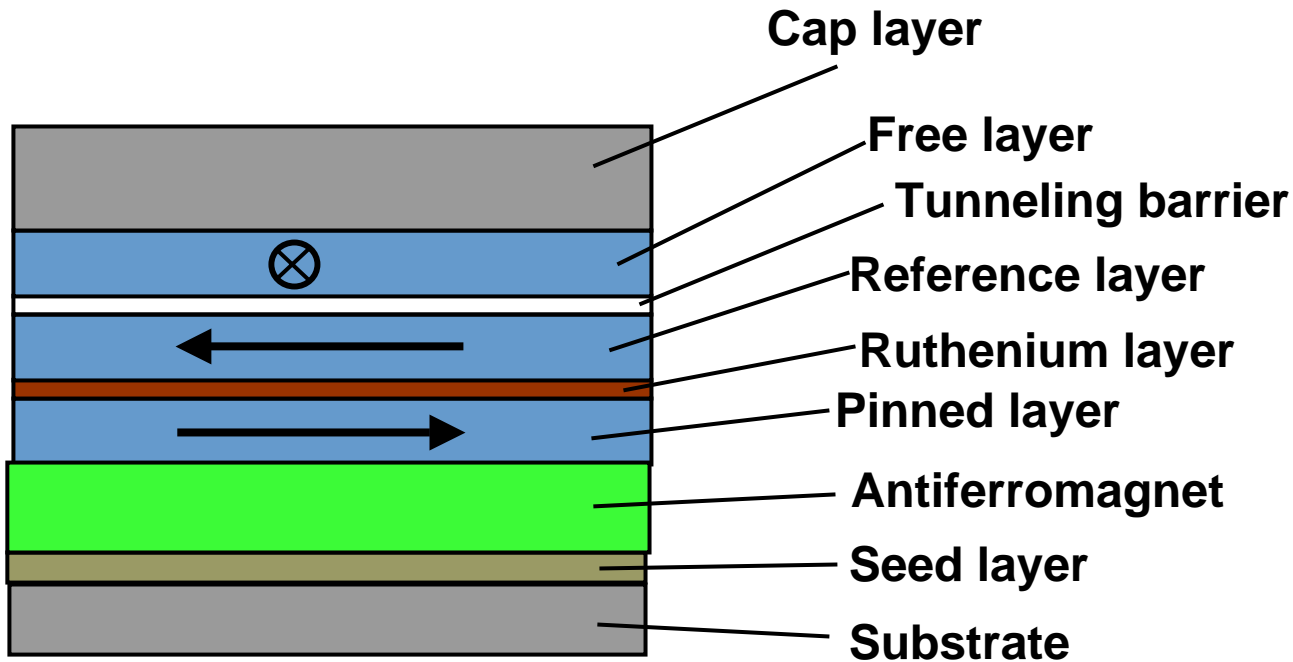 Cap layer
Free layer
Tunneling barrier
Reference layer
Ruthenium layer
Pinned layer
Antiferromagnet
Seed layer
Substrate